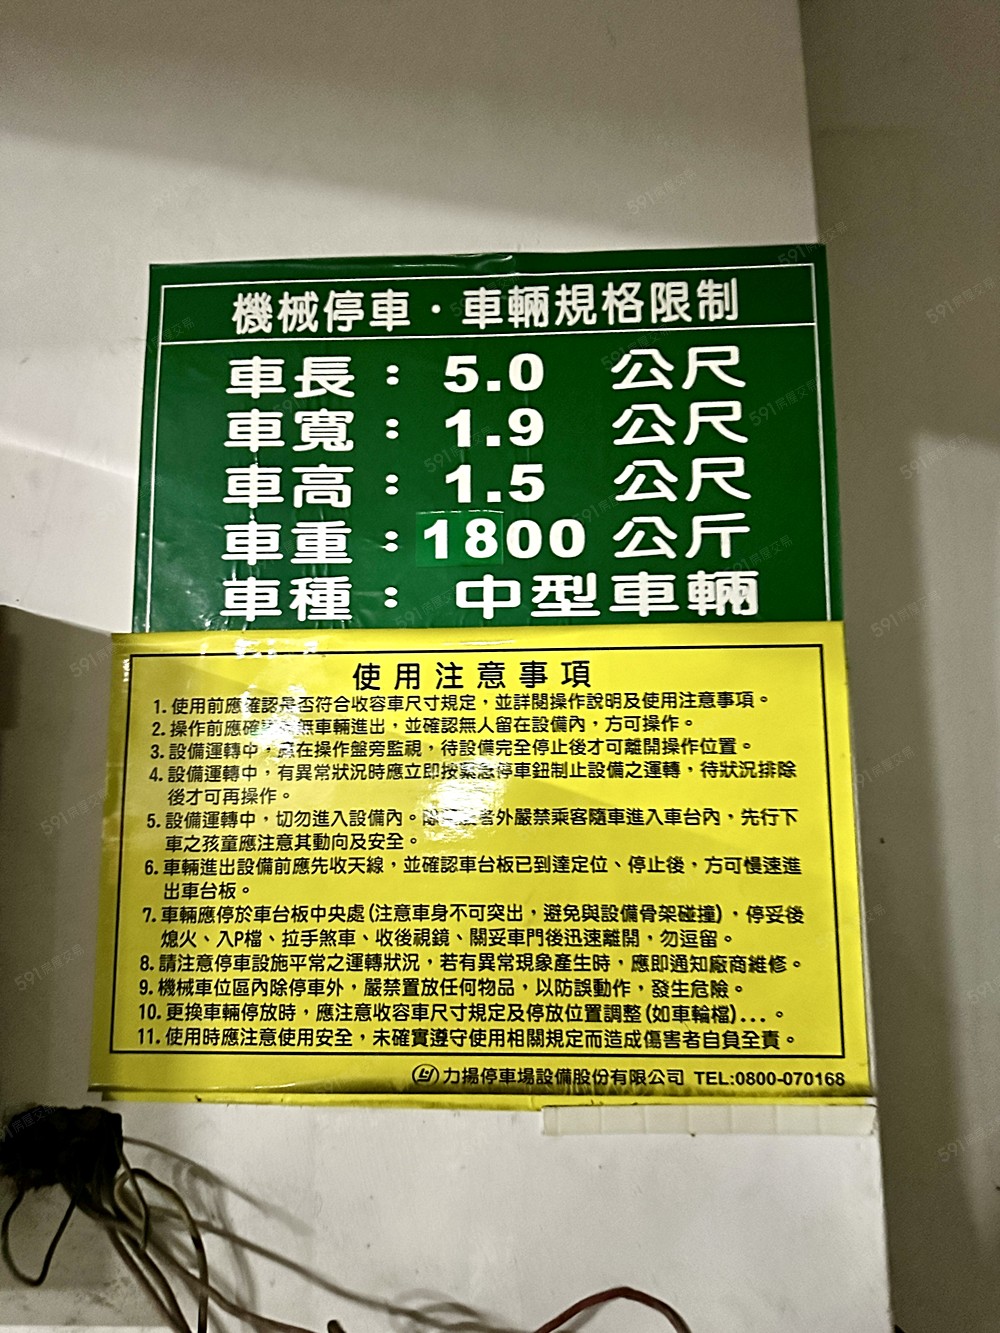 機械停車・車輛規格限制
車長：5.0 公尺
車寬：1.9 公尺
車高：1.5 公尺
車重：1800 公斤
車種：中型車輛
使用注意事項
1. 使用前應確認是否符合收容車尺寸規定，並詳閱操作說明及使用注意事項。
2. 操作前應確 無車輛進出，並確認無人留在設備內，方可操作。
3. 設備運轉中，應在操作盤旁監視，待設備完全停止後才可離開操作位置。
4. 設備運轉中，有異常狀況時應立即按緊急停車鈕制止設備之運轉，待狀況排除
後才可再操作。
5. 設備運轉中，切勿進入設備內。除 者外嚴禁乘客隨車進入車台內，先行下
車之孩童應注意其動向及安全。
6. 車輛進出設備前應先收天線，並確認車台板已到達定位、停止後，方可慢速進
出車台板。
7. 車輛應停於車台板中央處(注意車身不可突出，避免與設備骨架碰撞)，停妥後
熄火、入P檔、拉手煞車、收後視鏡、關妥車門後迅速離開，勿逗留。
8. 請注意停車設施平常之運轉狀況，若有異常現象產生時，應即通知廠商維修。
9. 機械車位區內除停車外，嚴禁置放任何物品，以防誤動作，發生危險。
10. 更換車輛停放時，應注意收容車尺寸規定及停放位置調整(如車輪檔)...。
11. 使用時應注意使用安全，未確實遵守使用相關規定而造成傷害者自負全責。
力揚停車場設備股份有限公司 TEL:0800-070168
591房屋交易